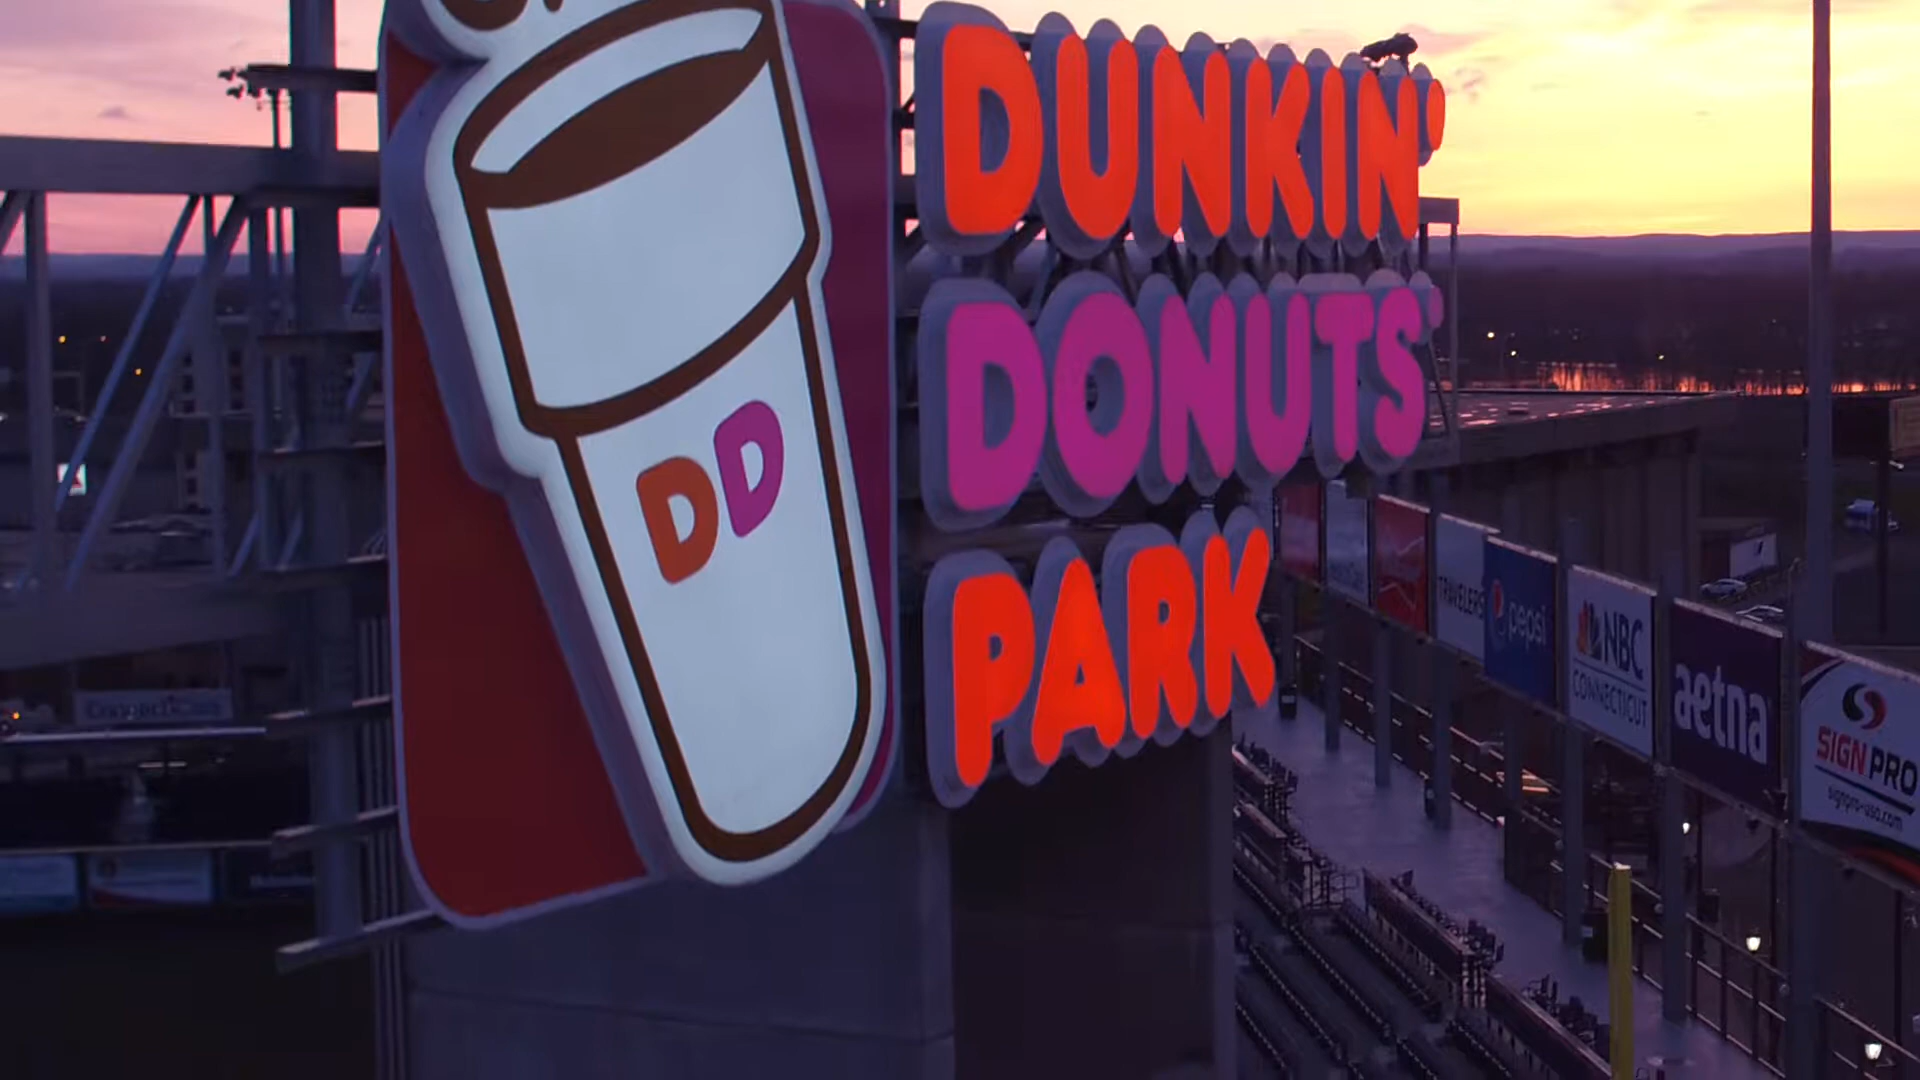 DUNKIN'
DONUTS®
PARK
DD
TRAVELERS
pepsi
NBC
CONNECTICUT
aetna
SIGN PRO
signpro-usa.com